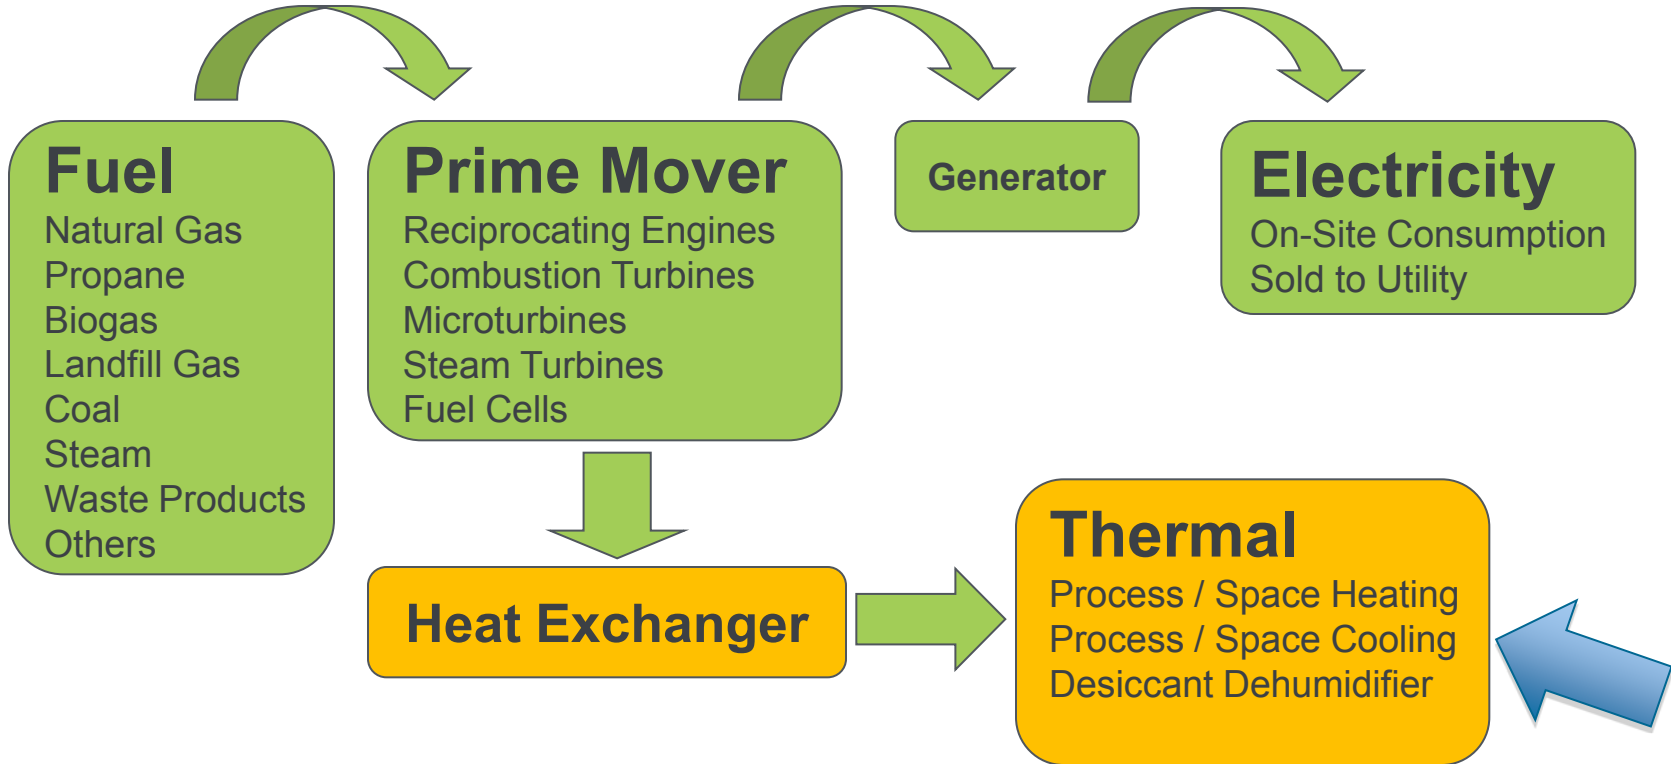 Fuel
Natural Gas
Propane
Biogas
Landfill Gas
Coal
Steam
Waste Products
Others
Prime Mover
Reciprocating Engines
Combustion Turbines
Microturbines
Steam Turbines
Fuel Cells
Generator
Electricity
On-Site Consumption
Sold to Utility
Heat Exchanger
Thermal
Process / Space Heating
Process / Space Cooling
Desiccant Dehumidifier